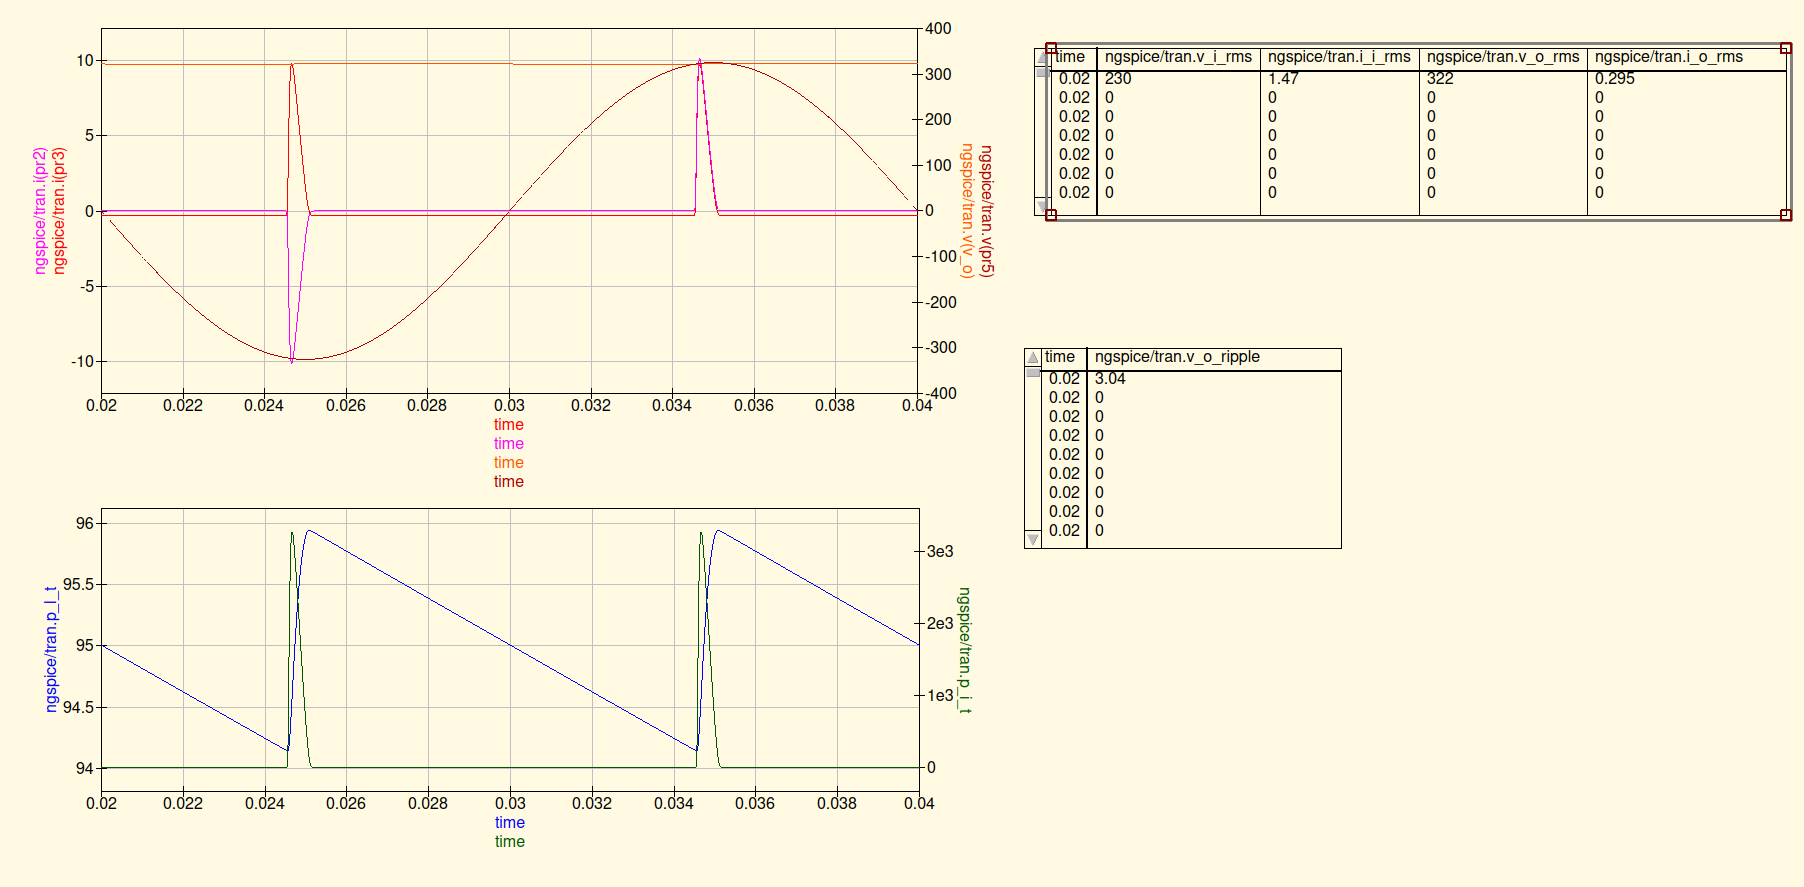 10
5
0
-5
-10
400
300
200
100
0
-100
-200
-300
-400
ngspice/tran.i(pr2)
ngspice/tran.i(pr3)
ngspice/tran.v(v_o)
ngspice/tran.v(pr5)
0.02 0.022 0.024 0.026 0.028 0.03 0.032 0.034 0.036 0.038 0.04
time
time
time
time
96
95.5
95
94.5
94
3e3
2e3
1e3
0
ngspice/tran.p_l_t
ngspice/tran.p_i_t
0.02 0.022 0.024 0.026 0.028 0.03 0.032 0.034 0.036 0.038 0.04
time
time
time ngspice/tran.v_i_rms ngspice/tran.i_i_rms ngspice/tran.v_o_rms ngspice/tran.i_o_rms
0.02 230 1.47 322 0.295
0.02 0 0 0 0
0.02 0 0 0 0
0.02 0 0 0 0
0.02 0 0 0 0
0.02 0 0 0 0
0.02 0 0 0 0
time ngspice/tran.v_o_ripple
0.02 3.04
0.02 0
0.02 0
0.02 0
0.02 0
0.02 0
0.02 0
0.02 0
0.02 0